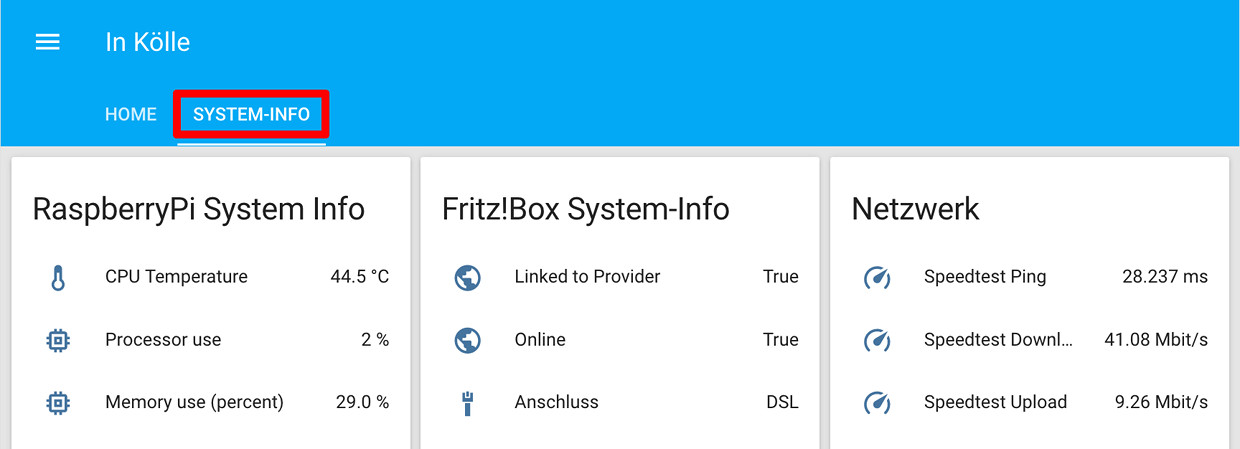 In Kölle
HOME SYSTEM-INFO
RaspberryPi System Info
CPU Temperature 44.5 °C
Processor use 2 %
Memory use (percent) 29.0 %
Fritz!Box System-Info
Linked to Provider True
Online True
Anschluss DSL
Netzwerk
Speedtest Ping 28.237 ms
Speedtest Downl... 41.08 Mbit/s
Speedtest Upload 9.26 Mbit/s